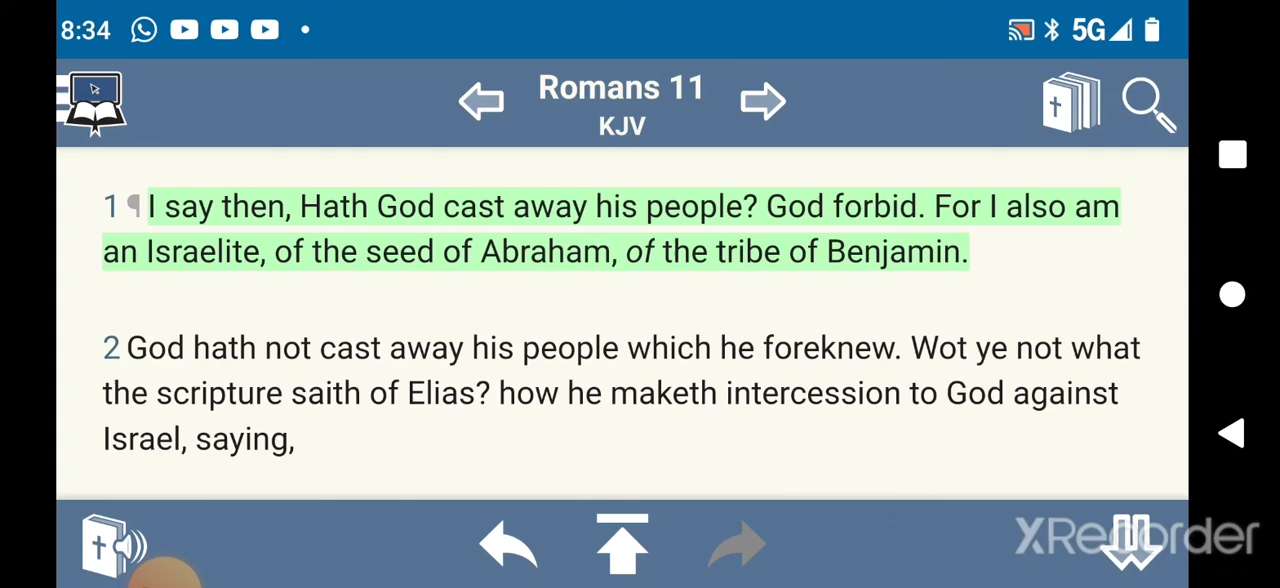 8:34
5G
Romans 11
KJV
1 ¶ I say then, Hath God cast away his people? God forbid. For I also am
an Israelite, of the seed of Abraham, of the tribe of Benjamin.
2 God hath not cast away his people which he foreknew. Wot ye not what
the scripture saith of Elias? how he maketh intercession to God against
Israel, saying,
XRecorder